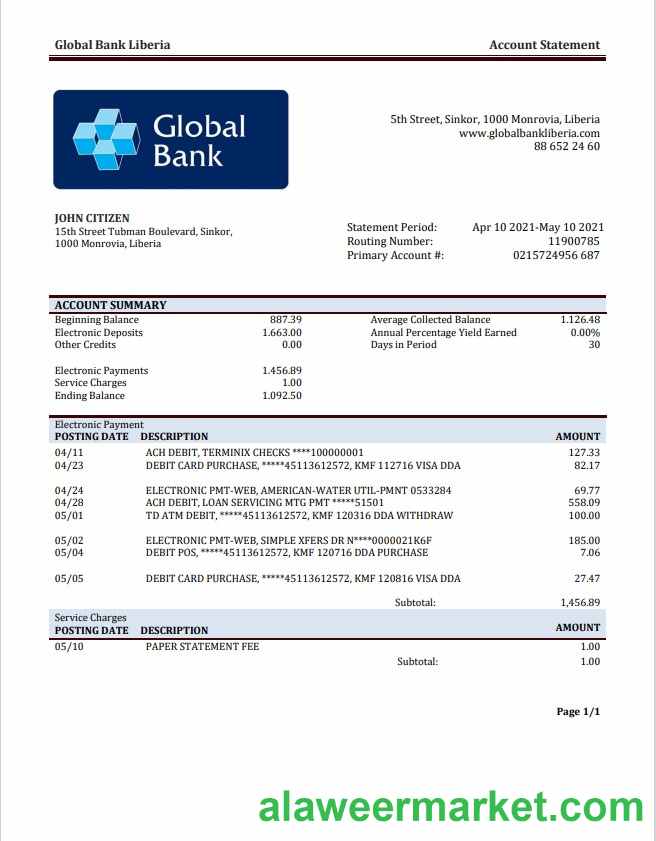 Global Bank Liberia Account Statement
Global
Bank
5th Street, Sinkor, 1000 Monrovia, Liberia
www.globalbankliberia.com
88 652 24 60
JOHN CITIZEN
15th Street Tubman Boulevard, Sinkor,
1000 Monrovia, Liberia
Statement Period: Apr 10 2021-May 10 2021
Routing Number: 11900785
Primary Account #: 0215724956 687
ACCOUNT SUMMARY
Beginning Balance 887.39 Average Collected Balance 1.126.48
Electronic Deposits 1.663.00 Annual Percentage Yield Earned 0.00%
Other Credits 0.00 Days in Period 30
Electronic Payments 1.456.89
Service Charges 1.00
Ending Balance 1.092.50
Electronic Payment
POSTING DATE DESCRIPTION AMOUNT
04/11 ACH DEBIT, TERMINIX CHECKS ****100000001 127.33
04/23 DEBIT CARD PURCHASE, *****45113612572, KMF 112716 VISA DDA 82.17
04/24 ELECTRONIC PMT-WEB, AMERICAN-WATER UTIL-PMNT 0533284 69.77
04/28 ACH DEBIT, LOAN SERVICING MTG PMT *****51501 558.09
05/01 TD ATM DEBIT, *****45113612572, KMF 120316 DDA WITHDRAW 100.00
05/02 ELECTRONIC PMT-WEB, SIMPLE XFERS DR N****0000021K6F 185.00
05/04 DEBIT POS, *****45113612572, KMF 120716 DDA PURCHASE 7.06
05/05 DEBIT CARD PURCHASE, *****45113612572, KMF 120816 VISA DDA 27.47
Subtotal: 1,456.89
Service Charges
POSTING DATE DESCRIPTION AMOUNT
05/10 PAPER STATEMENT FEE 1.00
Subtotal: 1.00
Page 1/1
alaweermarket.com